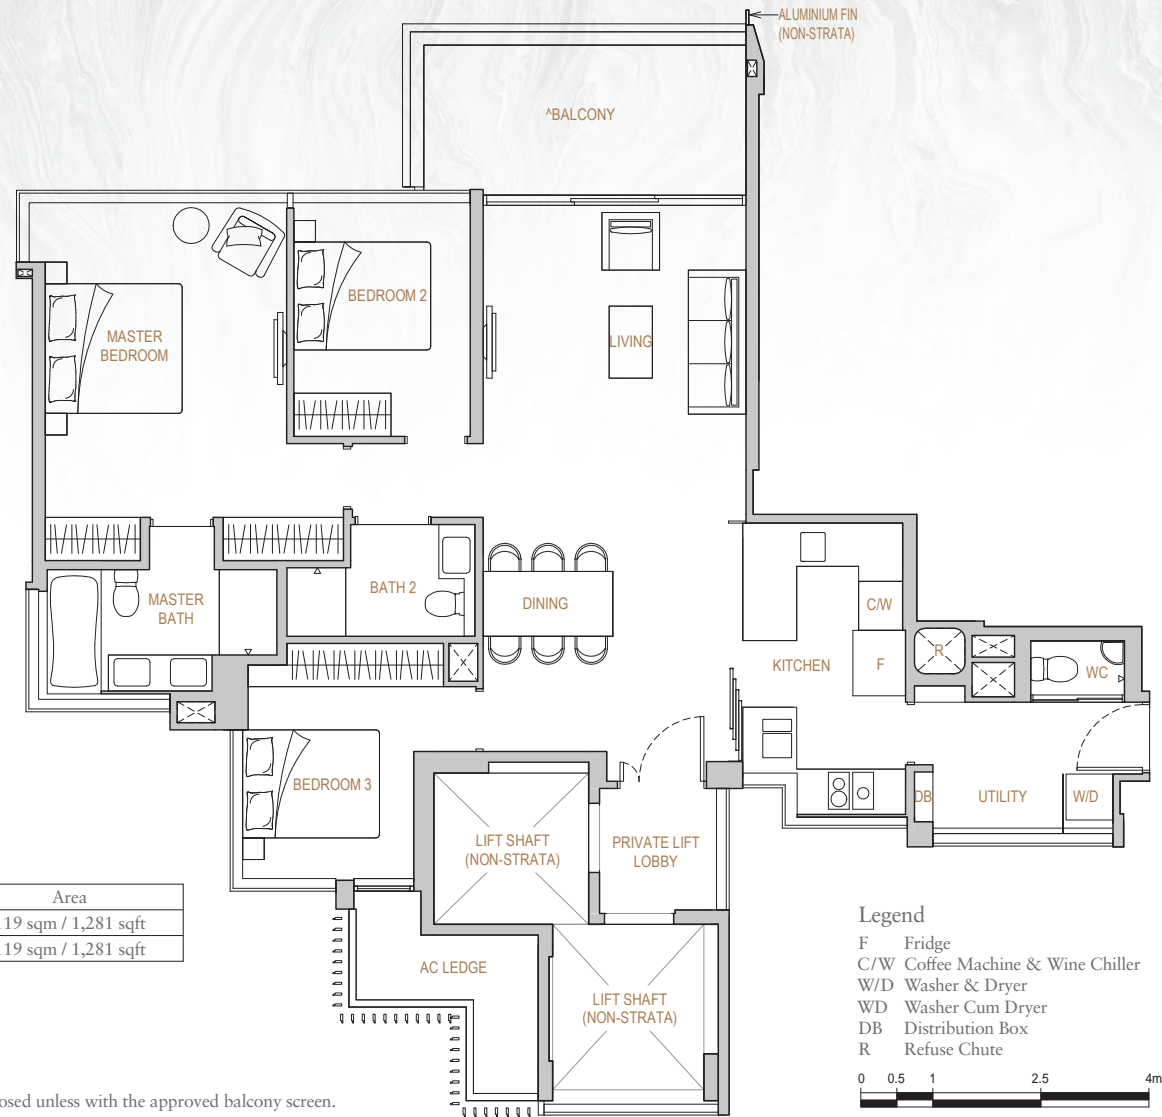 ALUMINIUM FIN
(NON-STRATA)
^BALCONY
MASTER
BEDROOM
BEDROOM 2
LIVING
MASTER
BATH
BATH 2
DINING
C/W
KITCHEN
F
R
WC
BEDROOM 3
LIFT SHAFT
(NON-STRATA)
PRIVATE LIFT
LOBBY
DB
UTILITY
W/D
AC LEDGE
LIFT SHAFT
(NON-STRATA)
Area
19 sqm / 1,281 sqft
19 sqm / 1,281 sqft
Legend
F Fridge
C/W Coffee Machine & Wine Chiller
W/D Washer & Dryer
WD Washer Cum Dryer
DB Distribution Box
R Refuse Chute
0 0.5 1 2.5 4m
unless with the approved balcony screen.